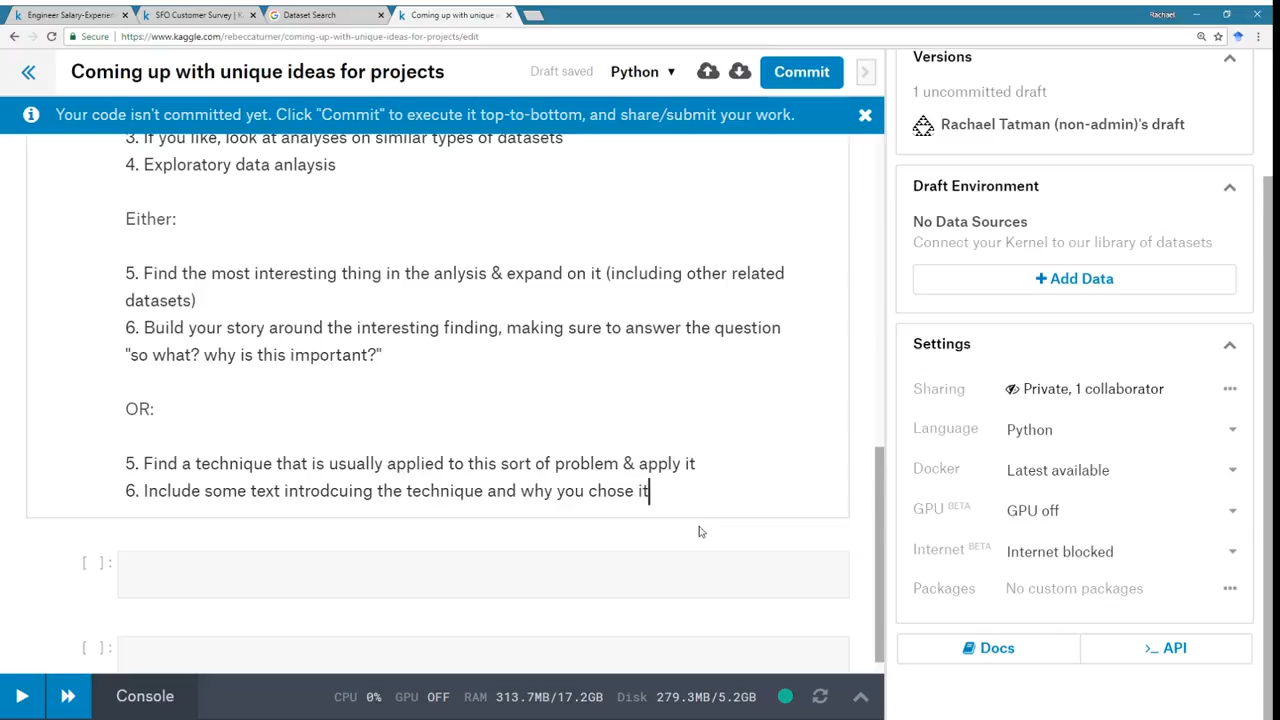 Engineer Salary-Experien
SFO Customer Survey | K
Dataset Search
Coming up with unique
Rachael
Secure
https://www.kaggle.com/rebeccaturner/coming-up-with-unique-ideas-for-projects/edit
Coming up with unique ideas for projects
Draft saved
Python
Commit
Your code isn't committed yet. Click "Commit" to execute it top-to-bottom, and share/submit your work.
3. If you like, look at analyses on similar types of datasets
4. Exploratory data anlaysis
Either:
5. Find the most interesting thing in the anlysis & expand on it (including other related
datasets)
6. Build your story around the interesting finding, making sure to answer the question
"so what? why is this important?"
OR:
5. Find a technique that is usually applied to this sort of problem & apply it
6. Include some text introdcuing the technique and why you chose it
[ ]:
[ ]:
Console
CPU 0% GPU OFF RAM 313.7MB/17.2GB Disk 279.3MB/5.2GB
Versions
1 uncommitted draft
Rachael Tatman (non-admin)'s draft
Draft Environment
No Data Sources
Connect your Kernel to our library of datasets
+ Add Data
Settings
Sharing Private, 1 collaborator
Language Python
Docker Latest available
GPU BETA GPU off
Internet BETA Internet blocked
Packages No custom packages
Docs
>_ API